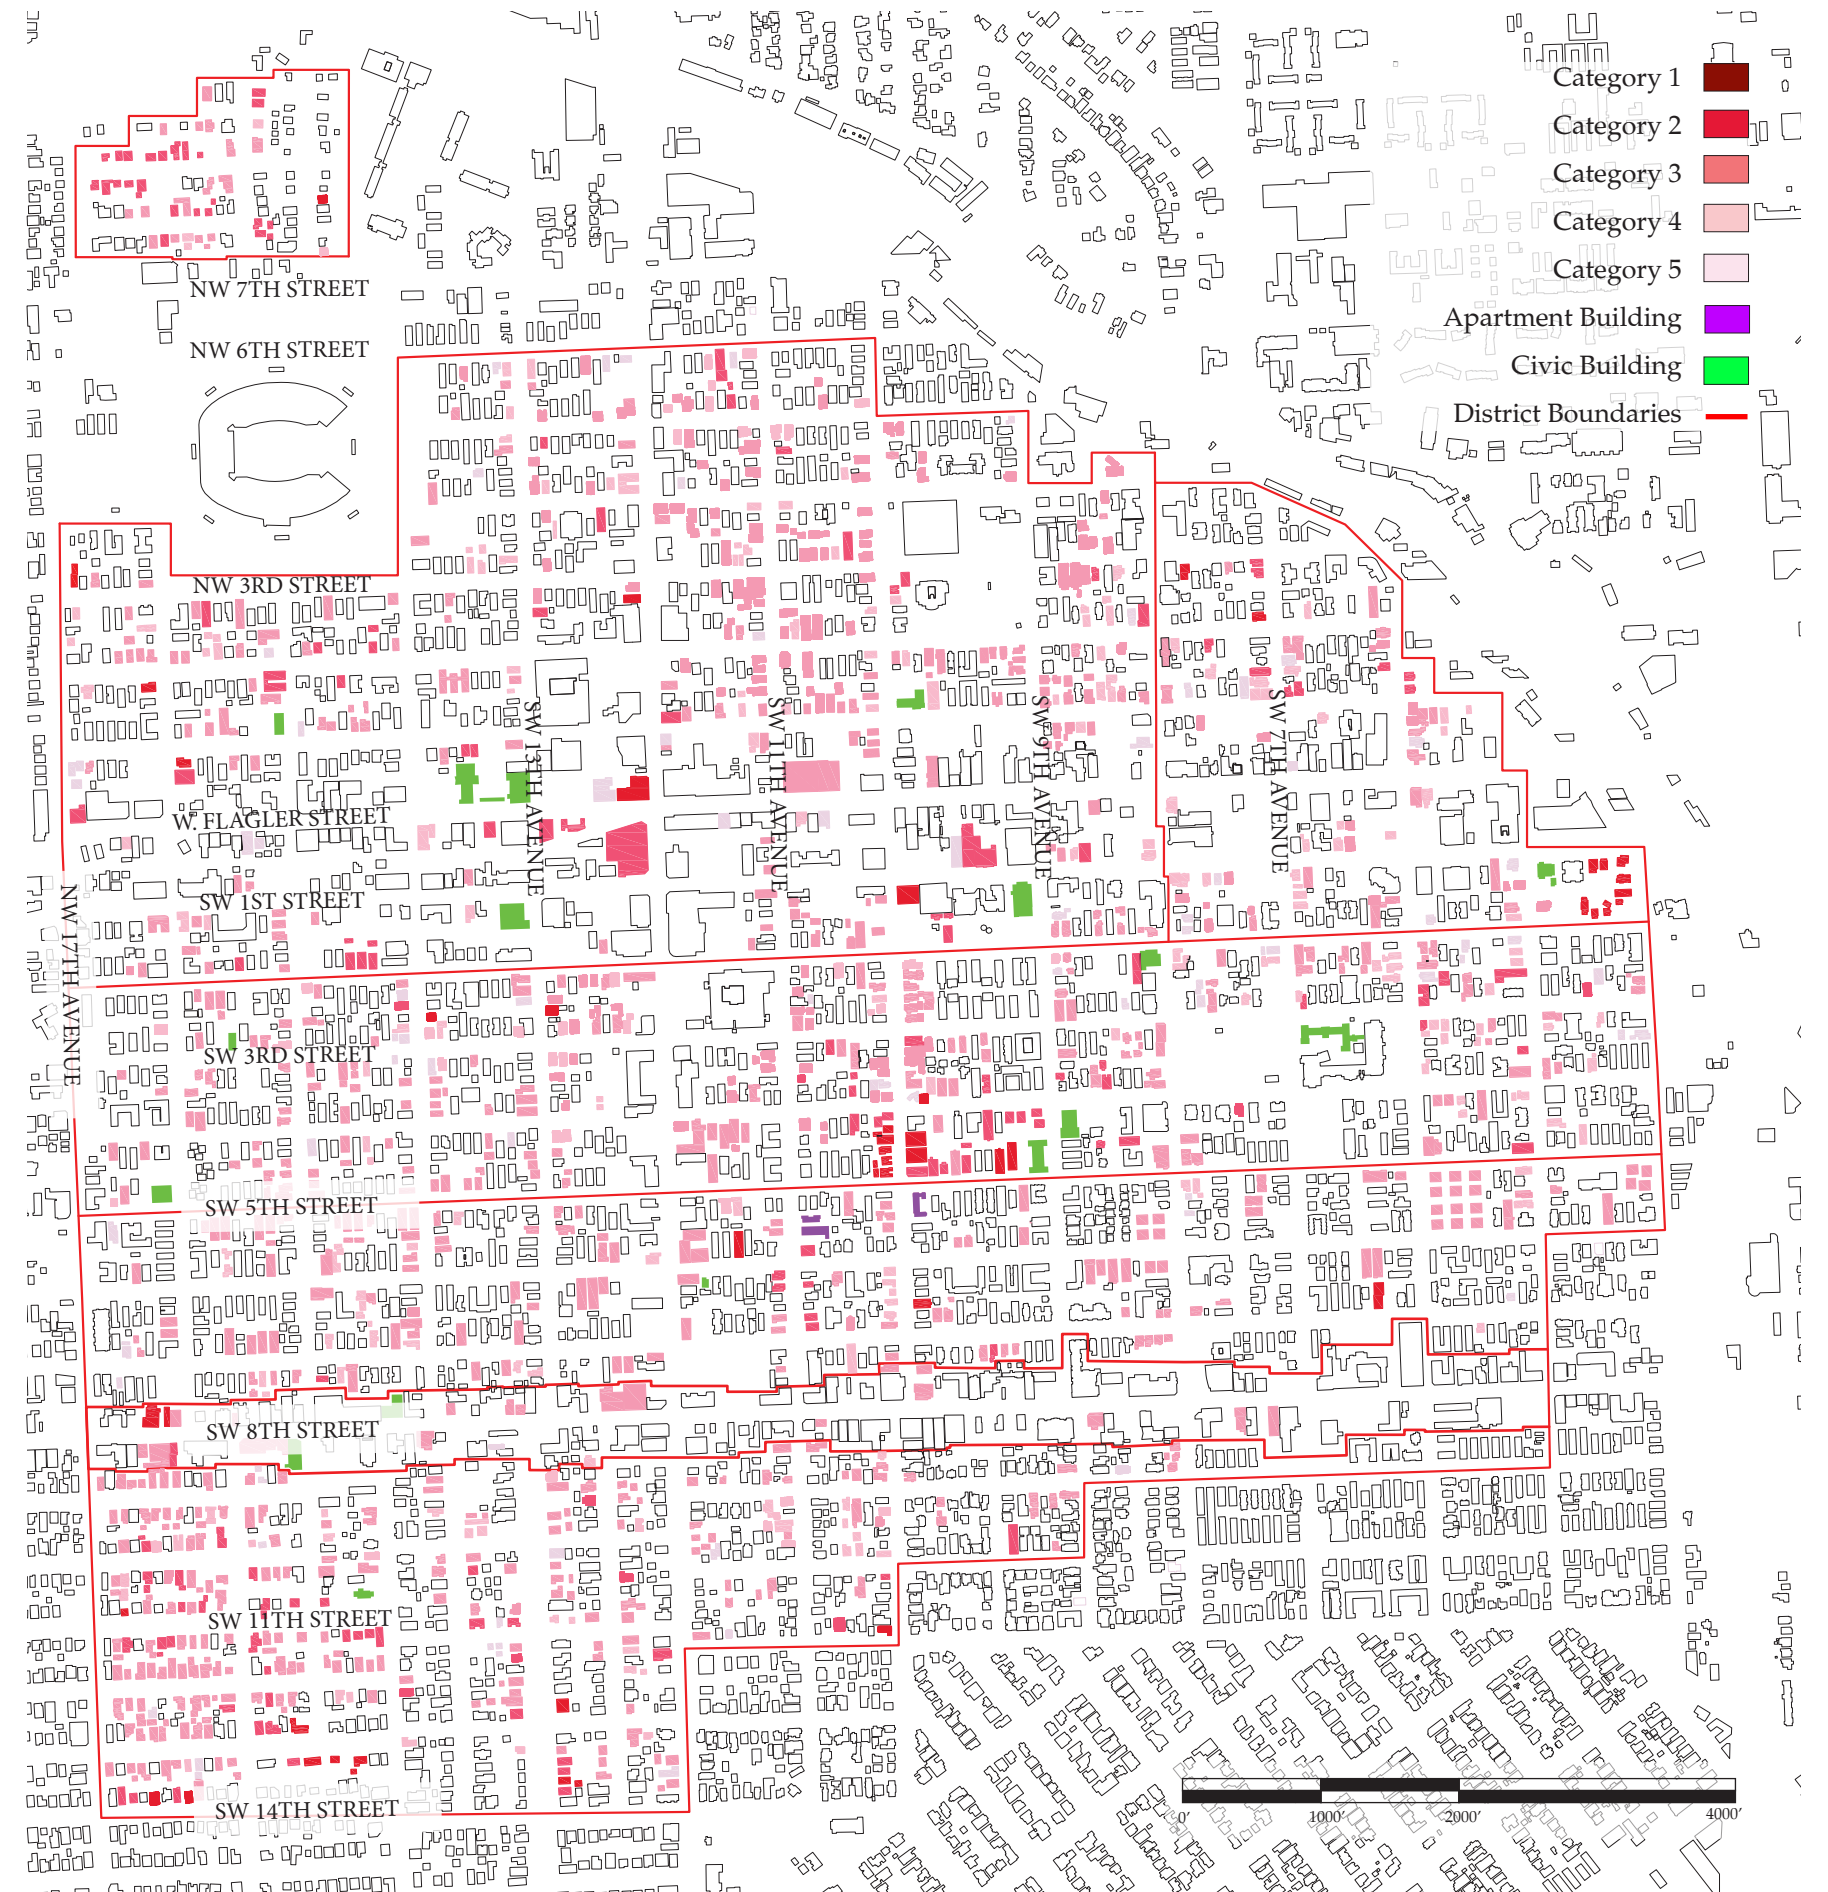 Category 1
Category 2
Category 3
Category 4
Category 5
Apartment Building
Civic Building
District Boundaries
NW 7TH STREET
NW 6TH STREET
NW 3RD STREET
W. FLAGLER STREET
SW 1ST STREET
SW 3RD STREET
SW 5TH STREET
SW 8TH STREET
SW 11TH STREET
SW 14TH STREET
NW 17TH AVENUE
SW 13TH AVENUE
SW 11TH AVENUE
SW 9TH AVENUE
SW 7TH AVENUE
0' 1000' 2000' 4000'